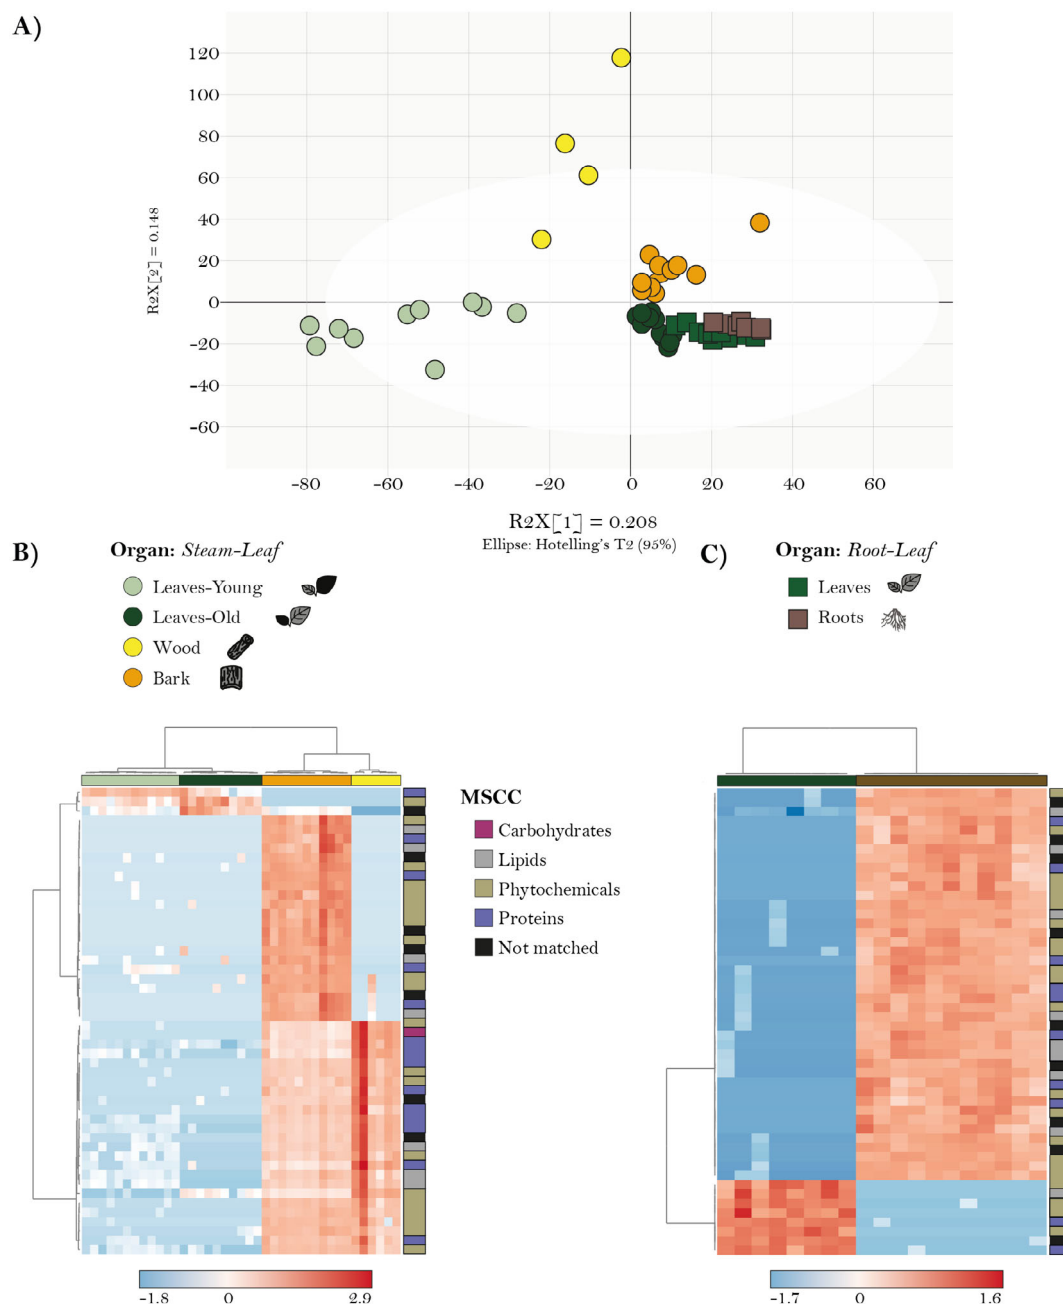 A)
120
100
80
60
40
20
0
-20
-40
-60
R2X[2] = 0.148
-80
-60
-40
-20
0
20
40
60
R2X[1] = 0.208
Ellipse: Hotelling's T2 (95%)
B)
Organ: Steam-Leaf
Leaves-Young
Leaves-Old
Wood
Bark
C)
Organ: Root-Leaf
Leaves
Roots
MSCC
Carbohydrates
Lipids
Phytochemicals
Proteins
Not matched
-1.8 0 2.9
-1.7 0 1.6